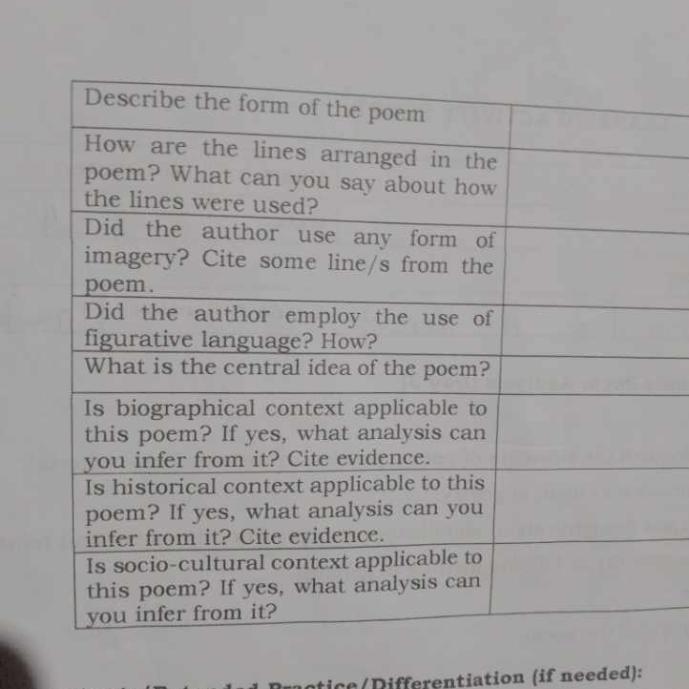 Describe the form of the poem
How are the lines arranged in the
poem? What can you say about how
the lines were used?
Did the author use any form of
imagery? Cite some line/s from the
poem.
Did the author employ the use of
figurative language? How?
What is the central idea of the poem?
Is biographical context applicable to
this poem? If yes, what analysis can
you infer from it? Cite evidence.
Is historical context applicable to this
poem? If yes, what analysis can you
infer from it? Cite evidence.
Is socio-cultural context applicable to
this poem? If yes, what analysis can
you infer from it?
Practice/Differentiation (if needed):